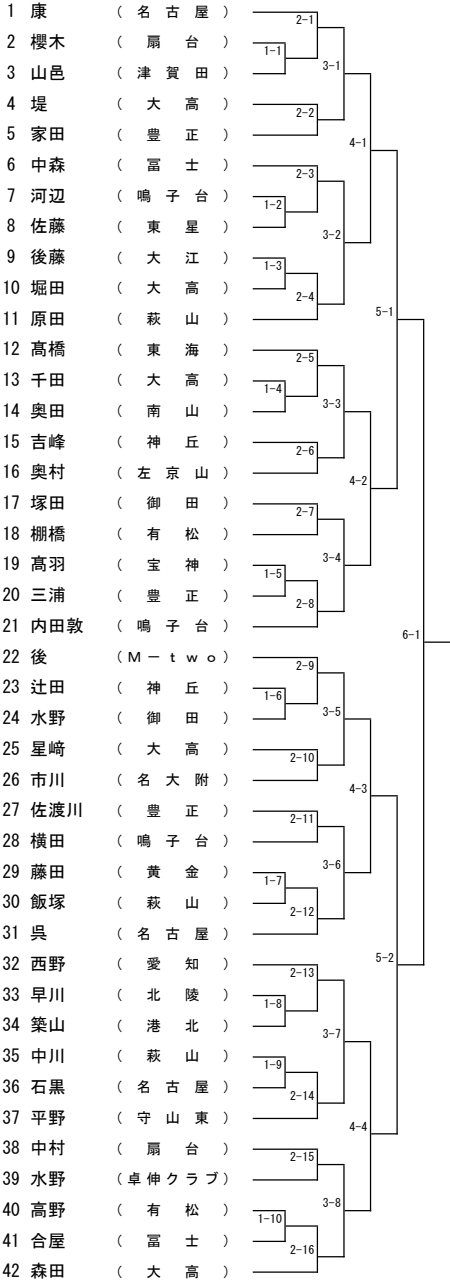 1 康 (名古屋)
2 櫻木 (扇台)
3 山邑 (津賀田)
4 堤 (大高)
5 家田 (豊正)
6 中森 (冨士)
7 河辺 (鳴子台)
8 佐藤 (東星)
9 後藤 (大江)
10 堀田 (大高)
11 原田 (萩山)
12 髙橋 (東海)
13 千田 (大高)
14 奥田 (南山)
15 吉峰 (神丘)
16 奥村 (左京山)
17 塚田 (御田)
18 棚橋 (有松)
19 髙羽 (宝神)
20 三浦 (豊正)
21 内田敦 (鳴子台)
22 後 (M－two)
23 辻田 (神丘)
24 水野 (御田)
25 星﨑 (大高)
26 市川 (名大附)
27 佐渡川 (豊正)
28 横田 (鳴子台)
29 藤田 (黄金)
30 飯塚 (萩山)
31 呉 (名古屋)
32 西野 (愛知)
33 早川 (北陵)
34 築山 (港北)
35 中川 (萩山)
36 石黒 (名古屋)
37 平野 (守山東)
38 中村 (扇台)
39 水野 (卓伸クラブ)
40 高野 (有松)
41 合屋 (冨士)
42 森田 (大高)
1-1
1-2
1-3
1-4
1-5
1-6
1-7
1-8
1-9
1-10
2-1
2-2
2-3
2-4
2-5
2-6
2-7
2-8
2-9
2-10
2-11
2-12
2-13
2-14
2-15
2-16
3-1
3-2
3-3
3-4
3-5
3-6
3-7
3-8
4-1
4-2
4-3
4-4
5-1
5-2
6-1